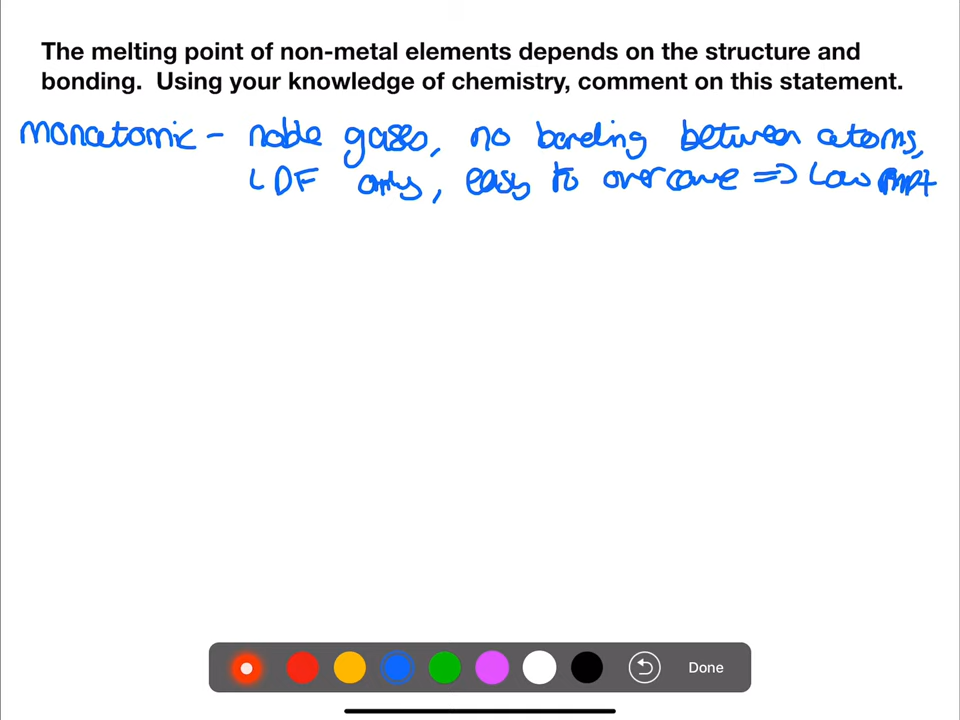 The melting point of non-metal elements depends on the structure and
bonding. Using your knowledge of chemistry, comment on this statement.
monatomic - noble gases, no bonding between atoms,
LDF only, easy to overcome => Low mpt
Done